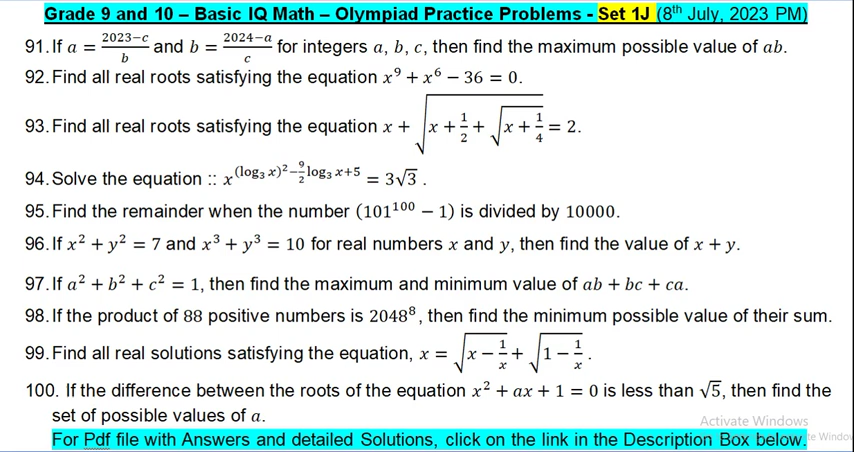 Grade 9 and 10 – Basic IQ Math – Olympiad Practice Problems - Set 1J (8th July, 2023 PM)
91. If a = (2023−c)/b and b = (2024−a)/c for integers a, b, c, then find the maximum possible value of ab.
92. Find all real roots satisfying the equation x⁹ + x⁶ − 36 = 0.
93. Find all real roots satisfying the equation x + √(x + 1/2 + √(x + 1/4)) = 2.
94. Solve the equation :: x^((log₃ x)² − (9/2) log₃ x + 5) = 3√3 .
95. Find the remainder when the number (101¹⁰⁰ − 1) is divided by 10000.
96. If x² + y² = 7 and x³ + y³ = 10 for real numbers x and y, then find the value of x + y.
97. If a² + b² + c² = 1, then find the maximum and minimum value of ab + bc + ca.
98. If the product of 88 positive numbers is 2048⁸, then find the minimum possible value of their sum.
99. Find all real solutions satisfying the equation, x = √(x − 1/x) + √(1 − 1/x) .
100. If the difference between the roots of the equation x² + ax + 1 = 0 is less than √5, then find the
set of possible values of a.
Activate Windows
For Pdf file with Answers and detailed Solutions, click on the link in the Description Box below.
te Windov